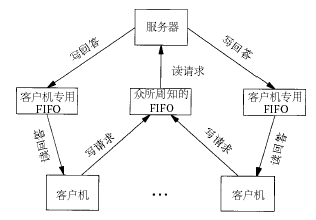 服务器
写回答
写回答
读请求
客户机专用
FIFO
众所周知的
FIFO
客户机专用
FIFO
读回答
写请求
写请求
读回答
客户机
...
客户机